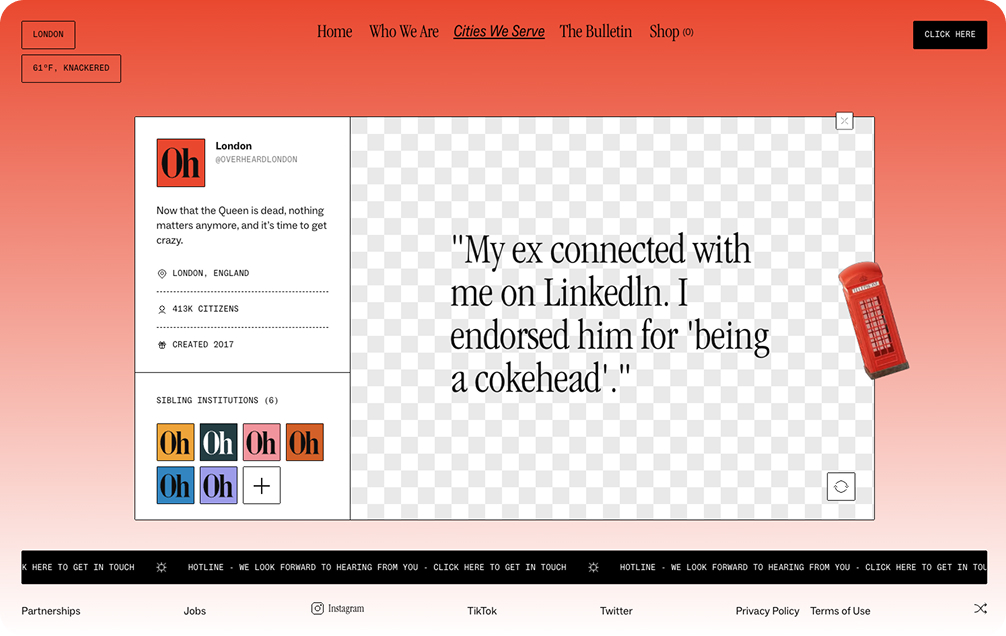 LONDON
Home Who We Are Cities We Serve The Bulletin Shop (0)
CLICK HERE
61°F, KNACKERED
Oh
London
@OVERHEARDLONDON
Now that the Queen is dead, nothing
matters anymore, and it's time to get
crazy.
LONDON, ENGLAND
413K CITIZENS
CREATED 2017
"My ex connected with
me on LinkedIn. I
endorsed him for 'being
a cokehead'."
TELEPHONE
SIBLING INSTITUTIONS (6)
Oh Oh Oh Oh
Oh Oh
K HERE TO GET IN TOUCH HOTLINE - WE LOOK FORWARD TO HEARING FROM YOU - CLICK HERE TO GET IN TOUCH HOTLINE - WE LOOK FORWARD TO HEARING FROM YOU - CLICK HERE TO GET IN TOU
Partnerships Jobs Instagram TikTok Twitter Privacy Policy Terms of Use